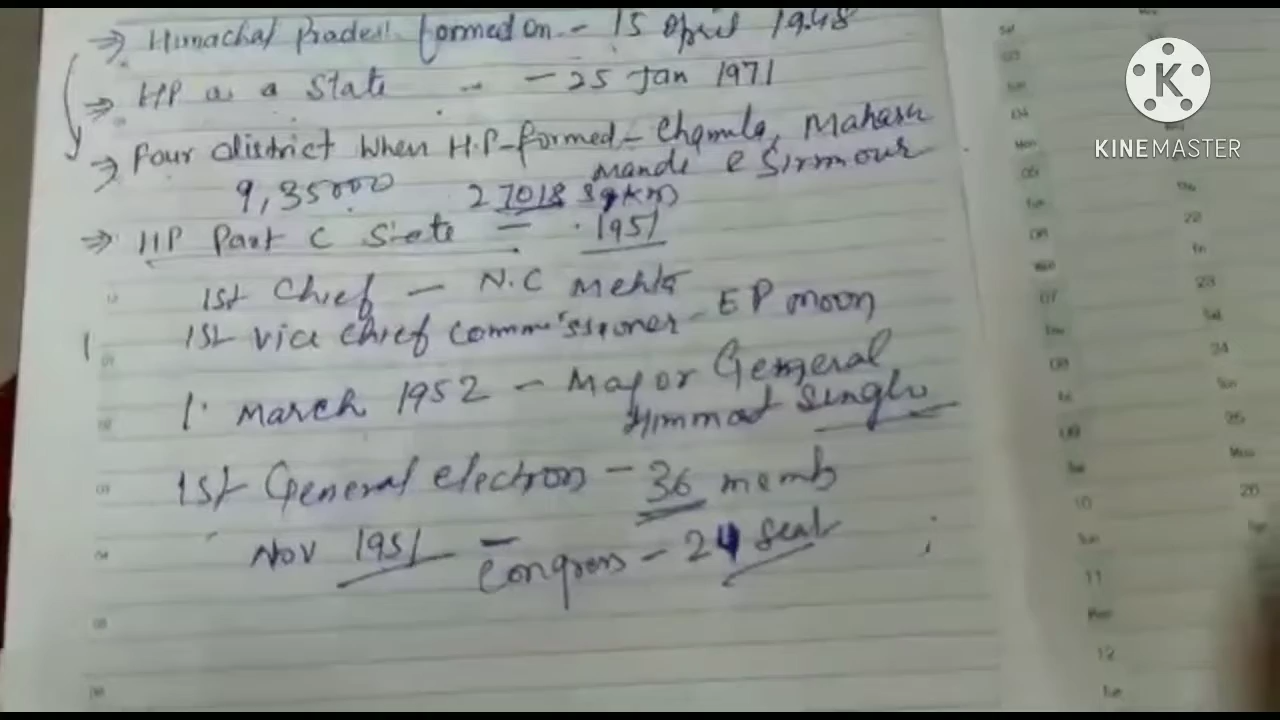 ⇒ Himachal Pradesh formed on - 15 April 1948
⇒ HP as a State - 25 Jan 1971
⇒ Four district when H.P-formed - Chamba, Mahasu
Mandi & Sirmour
9,35000 27018 sqkm
⇒ HP Part C State - 1951
1st Chief - N.C Mehta
1st vice chief commissioner - E P moon
1. March 1952 - Major General
Himmat Singh
1st General election - 36 memb
Nov 1951 -
Congress - 24 seat
K
KINEMASTER